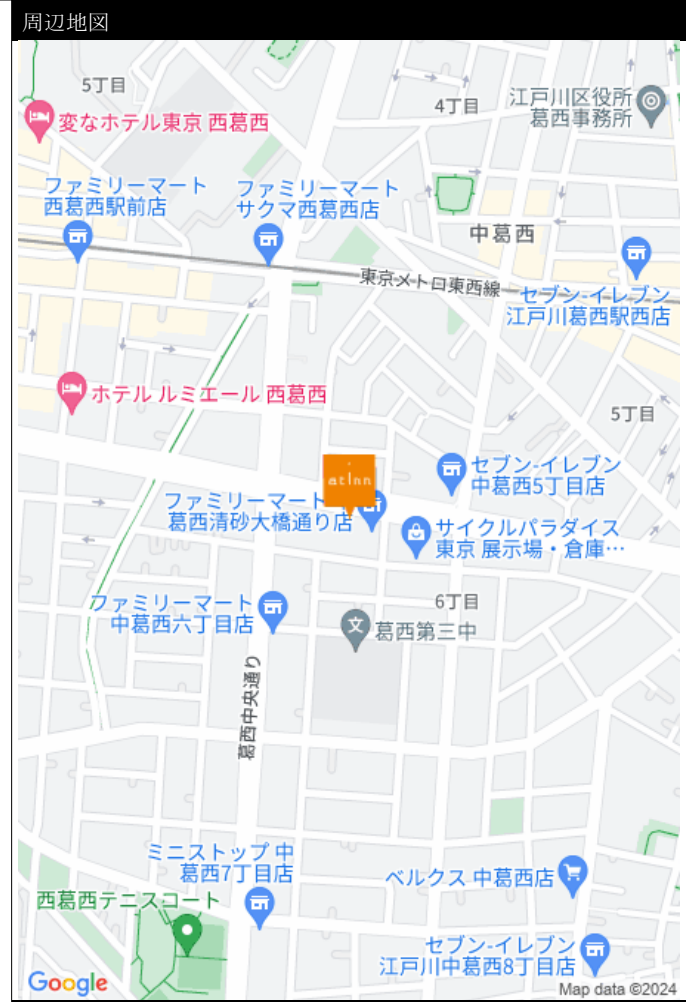 周辺地図
5丁目
4丁目
江戸川区役所
葛西事務所
変なホテル東京 西葛西
ファミリーマート
西葛西駅前店
ファミリーマート
サクマ西葛西店
中葛西
東京メトロ東西線
セブン-イレブン
江戸川葛西駅西店
ホテル ルミエール 西葛西
5丁目
セブン-イレブン
中葛西5丁目店
at inn
ファミリーマート
葛西清砂大橋通り店
サイクルパラダイス
東京 展示場・倉庫…
ファミリーマート
中葛西六丁目店
6丁目
葛西第三中
葛西中央通り
ミニストップ 中
葛西7丁目店
ベルクス 中葛西店
西葛西テニスコート
セブン-イレブン
江戸川中葛西8丁目店
Google
Map data ©2024